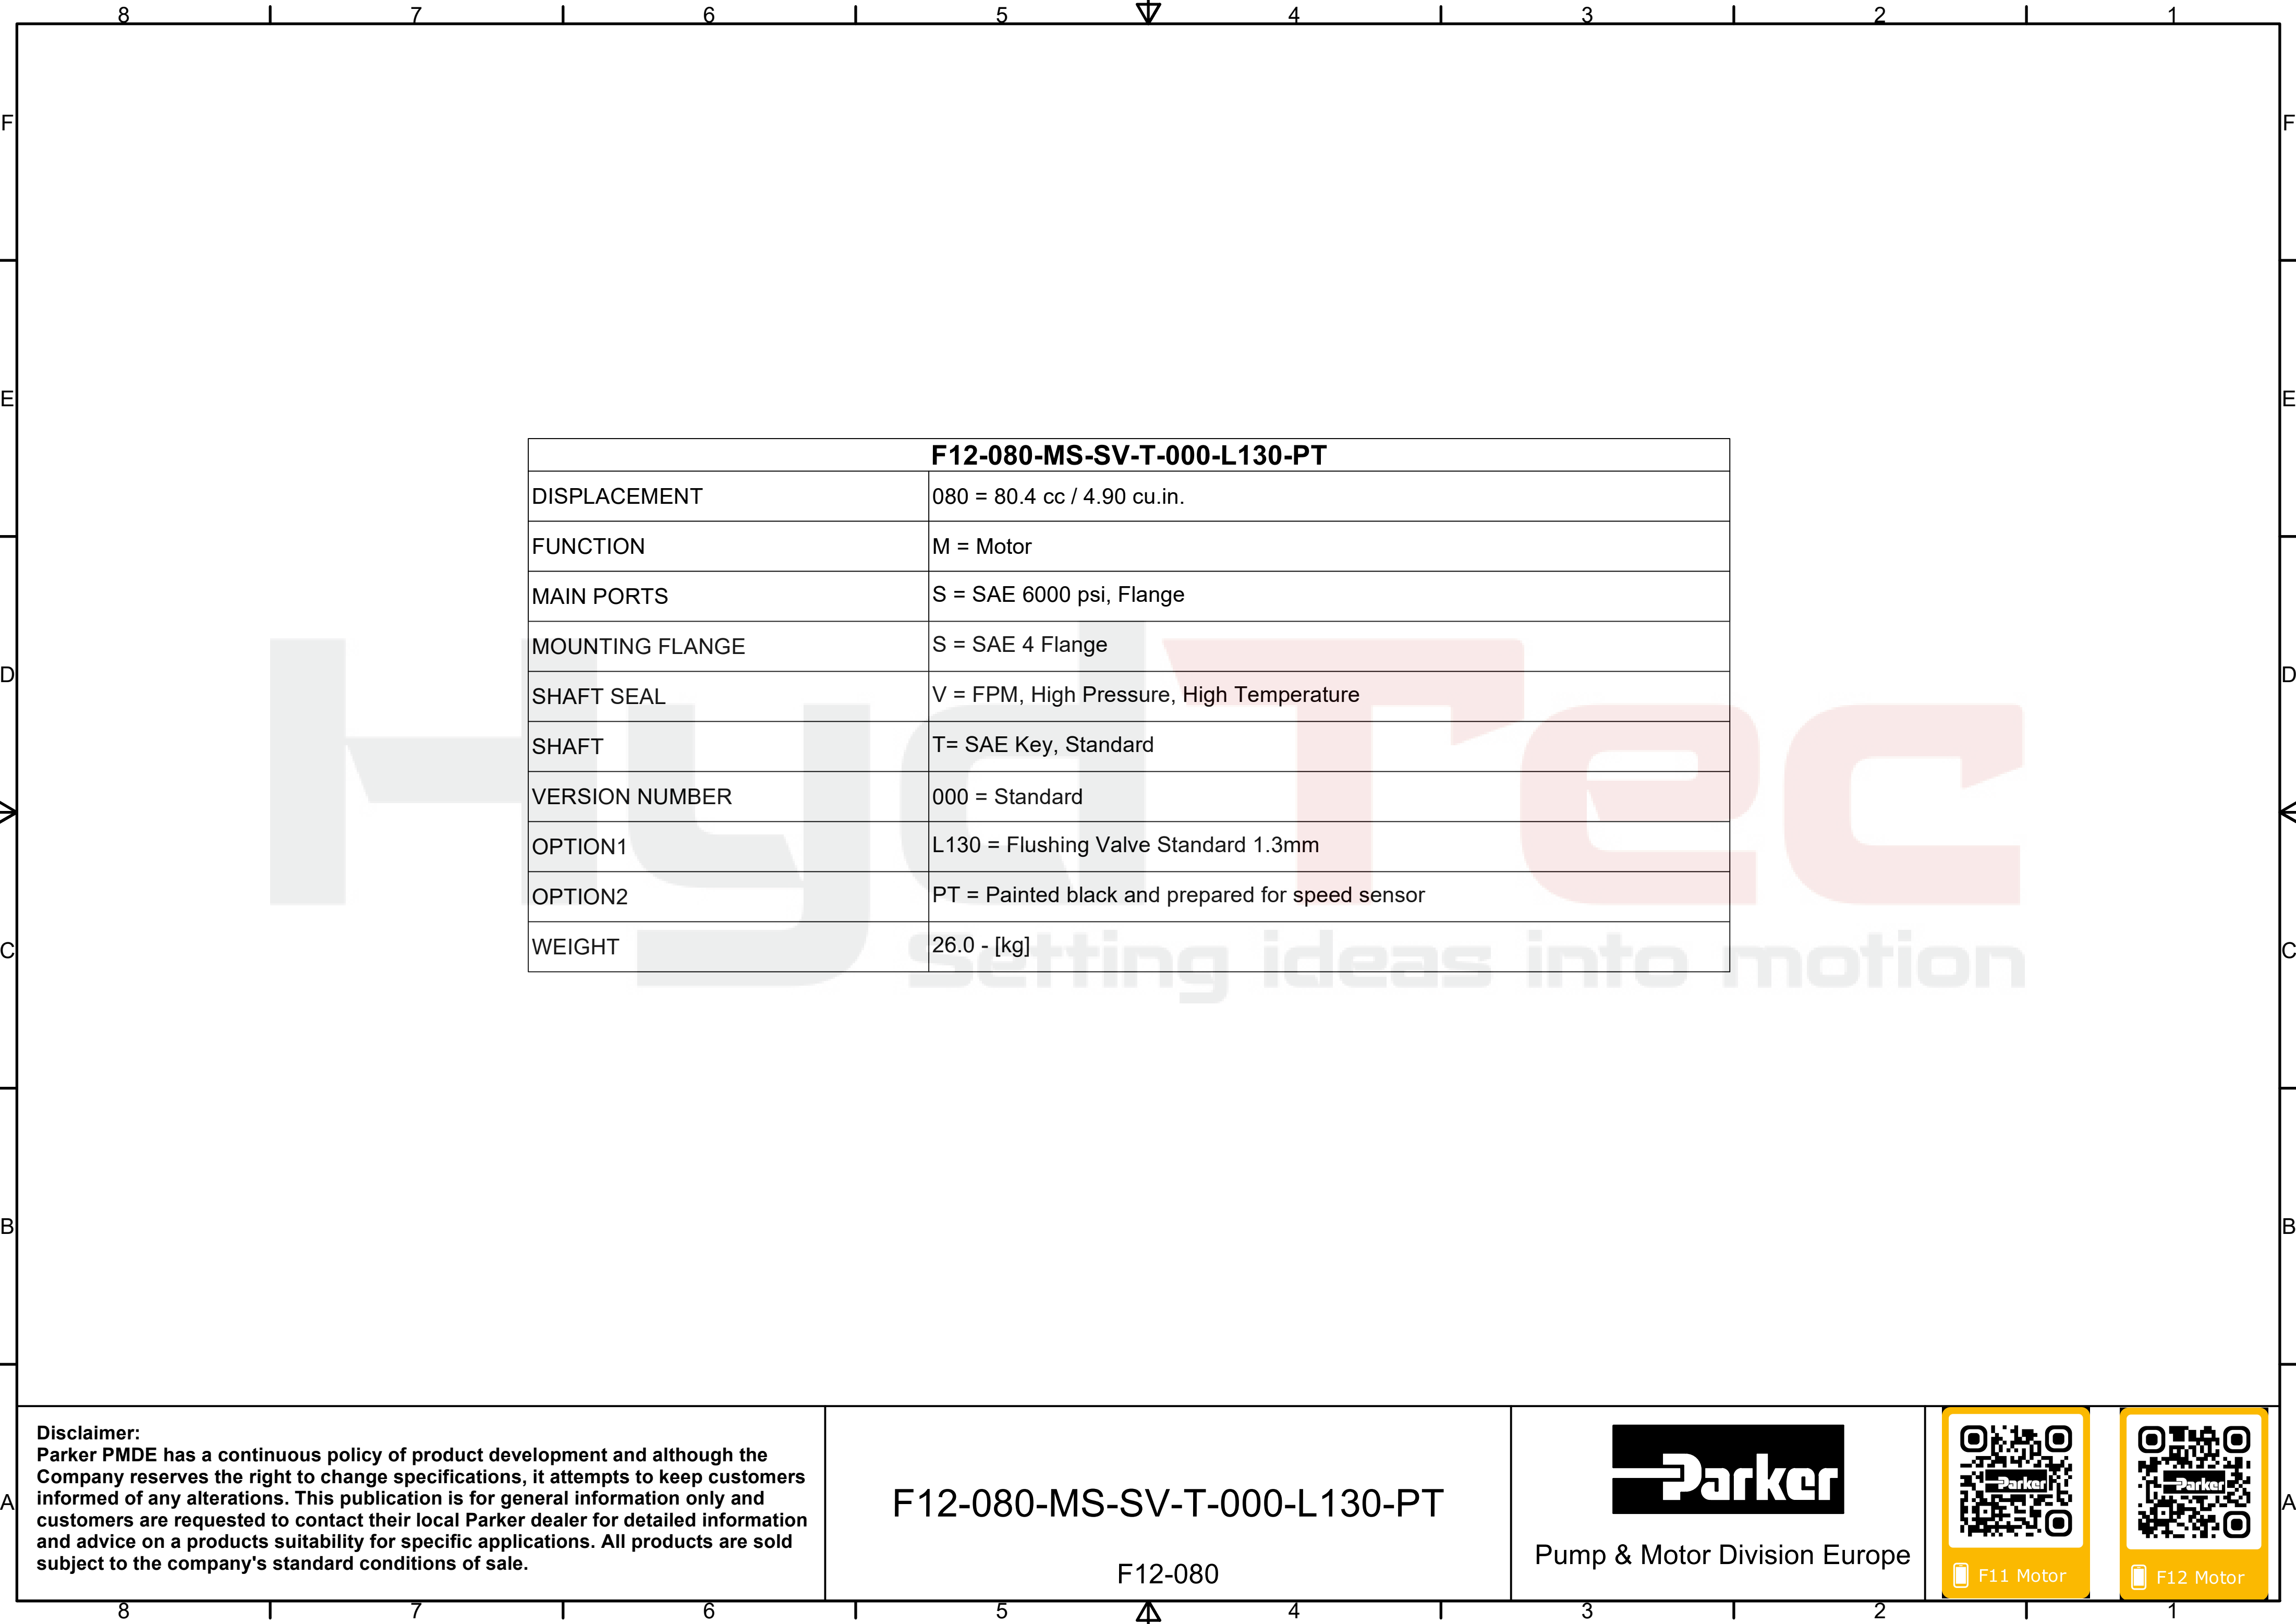 8 7 6 5 4 3 2 1
F F
E E
F12-080-MS-SV-T-000-L130-PT
DISPLACEMENT 080 = 80.4 cc / 4.90 cu.in.
FUNCTION M = Motor
MAIN PORTS S = SAE 6000 psi, Flange
MOUNTING FLANGE S = SAE 4 Flange
D D
SHAFT SEAL V = FPM, High Pressure, High Temperature
SHAFT T= SAE Key, Standard
VERSION NUMBER 000 = Standard
OPTION1 L130 = Flushing Valve Standard 1.3mm
OPTION2 PT = Painted black and prepared for speed sensor
WEIGHT 26.0 - [kg]
HydTec
Setting ideas into motion
C C
B B
A A
Disclaimer:
Parker PMDE has a continuous policy of product development and although the
Company reserves the right to change specifications, it attempts to keep customers
informed of any alterations. This publication is for general information only and
customers are requested to contact their local Parker dealer for detailed information
and advice on a products suitability for specific applications. All products are sold
subject to the company's standard conditions of sale.
F12-080-MS-SV-T-000-L130-PT
F12-080
Parker
Pump & Motor Division Europe
Parker
F11 Motor
Parker
F12 Motor
8 7 6 5 4 3 2 1